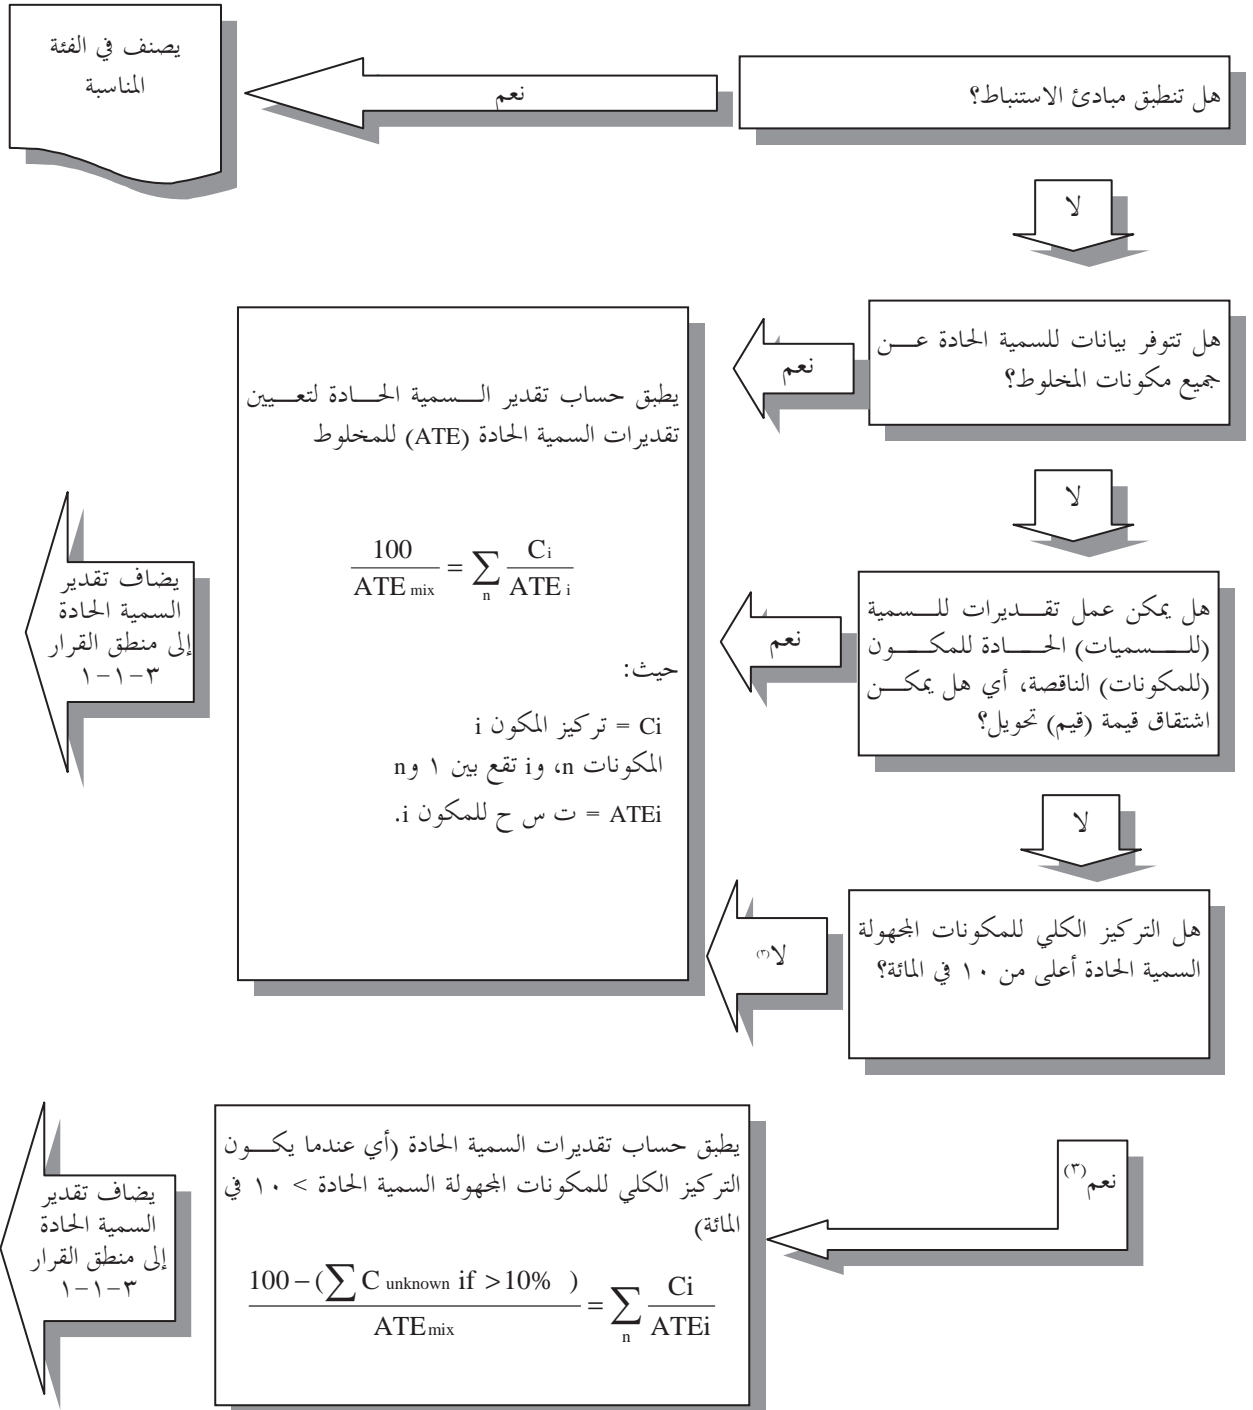 هل تنطبق مبادئ الاستنباط؟
نعم
يصنف في الفئة
المناسبة
لا
هل تتوفر بيانات للسمية الحادة عن
جميع مكونات المخلوط؟
نعم
يطبق حساب تقدير السمية الحادة لتعيين
تقديرات السمية الحادة (ATE) للمخلوط
100 / ATE mix = ∑ n Ci / ATE i
حيث:
Ci = تركيز المكون i
المكونات n، وi تقع بين ١ وn
ATEi = ت س ح للمكون i.
يضاف تقدير
السمية الحادة
إلى منطق القرار
٣-١-١
لا
هل يمكن عمل تقديرات للسمية
(للسميات) الحادة للمكون
(للمكونات) الناقصة، أي هل يمكن
اشتقاق قيمة (قيم) تحويل؟
نعم
لا
هل التركيز الكلي للمكونات المجهولة
السمية الحادة أعلى من ١٠ في المائة؟
لا(٣)
نعم(٣)
يطبق حساب تقديرات السمية الحادة (أي عندما يكون
التركيز الكلي للمكونات المجهولة السمية الحادة > ١٠ في
المائة)
100 – (∑ C unknown if >10% ) / ATE mix = ∑ n Ci / ATEi
يضاف تقدير
السمية الحادة
إلى منطق القرار
٣-١-١